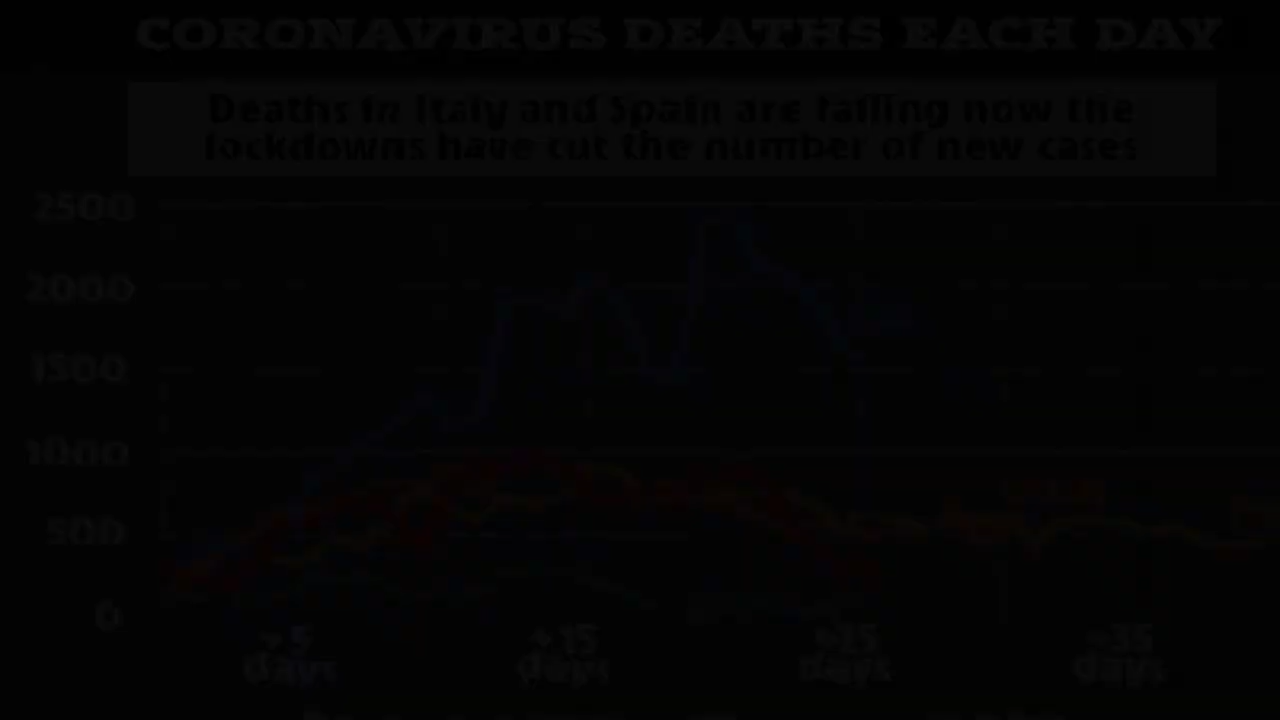 CORONAVIRUS DEATHS EACH DAY
Deaths in Italy and Spain are falling now the
lockdowns have cut the number of new cases
2500
2000
1500
1000
500
0
+5 +15 +25 +35
days days days days